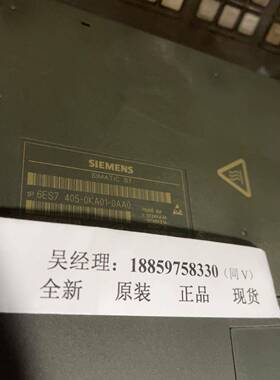 SIEMENS
SIMATIC S7
1P 6ES7 405-0KA01-0AA0
吴经理：18859758330（同V）
全新 原装 正品 现货